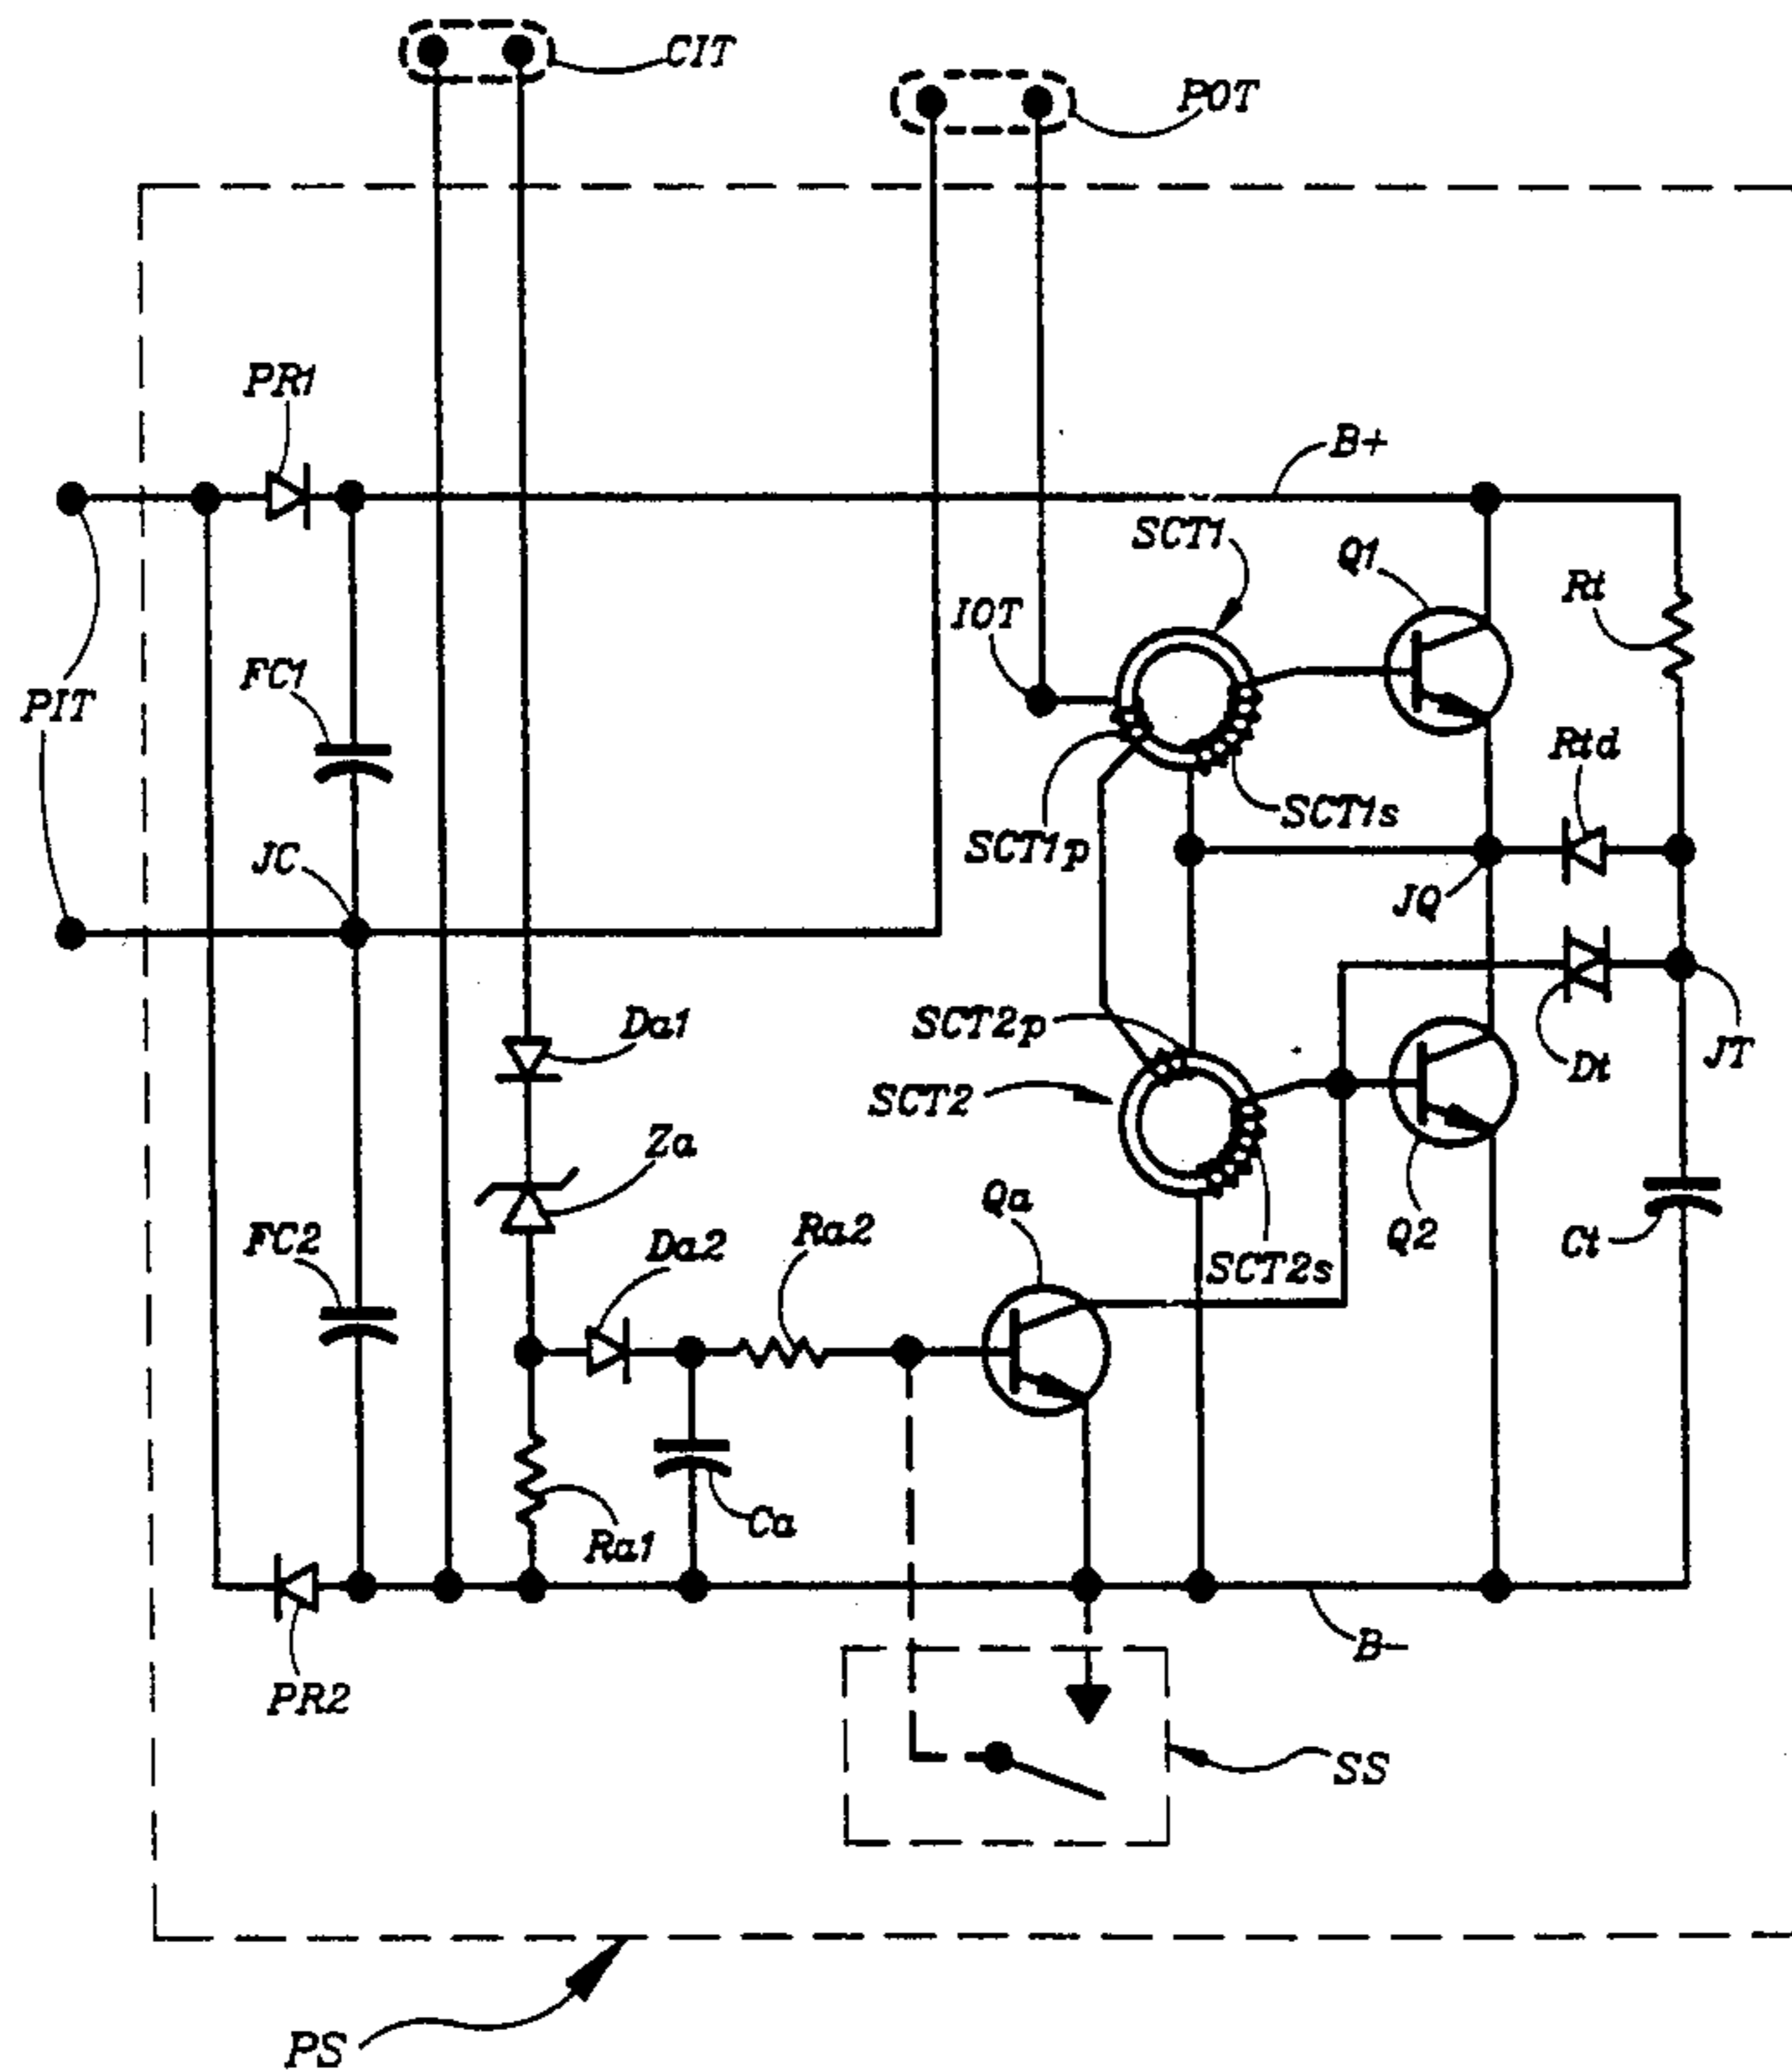 CIT
POT
PR1
B+
SCT1
Q1
Rt
IOT
FC1
PIT
Rtd
SCT1s
SCT1p
JC
JQ
SCT2p
Da1
JT
Dt
SCT2
Za
Qa
Ra2
Da2
FC2
Q2
Ct
SCT2s
Ca
Ra1
B-
PR2
SS
PS